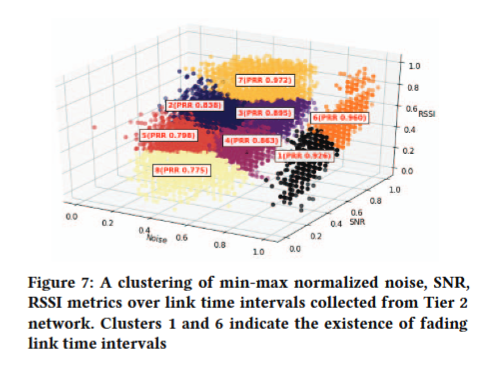 7(PRR 0.972)
2(PRR 0.838)
3(PRR 0.895)
6(PRR 0.960)
5(PRR 0.798)
4(PRR 0.863)
1(PRR 0.926)
8(PRR 0.775)
1.0
0.8
0.6
RSSI
0.4
0.2
0.0
0.0
0.2
0.4
0.6
0.8
1.0
Noise
0.0
0.2
0.4
0.6
0.8
1.0
SNR
Figure 7: A clustering of min-max normalized noise, SNR,
RSSI metrics over link time intervals collected from Tier 2
network. Clusters 1 and 6 indicate the existence of fading
link time intervals